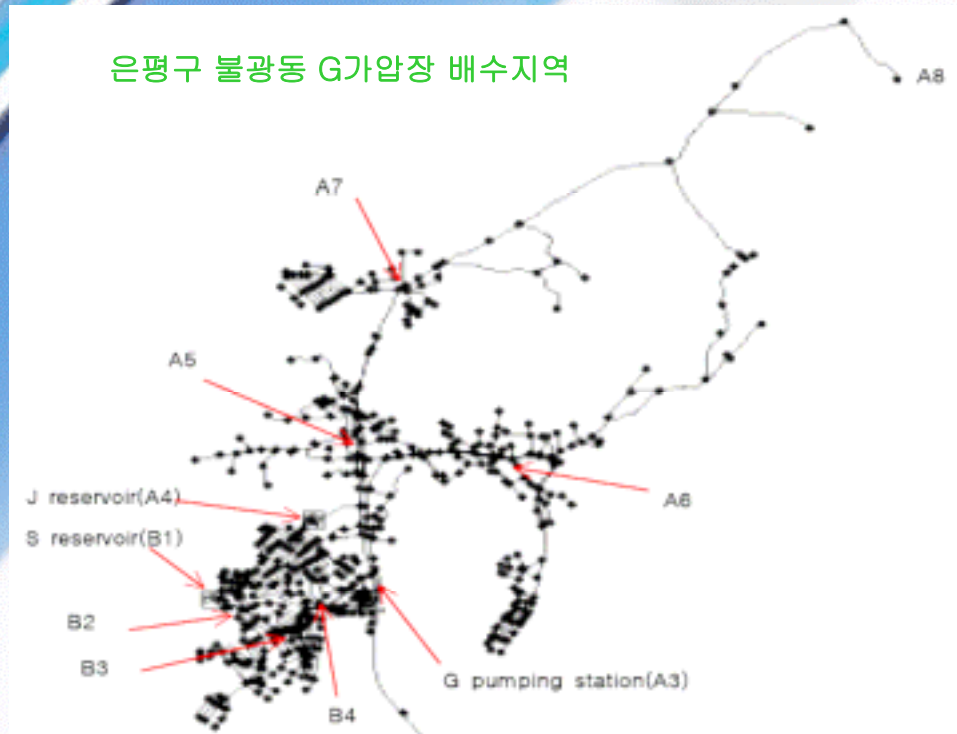 은평구 불광동 G가압장 배수지역
A8
A7
A5
J reservoir(A4)
A6
S reservoir(B1)
B2
B3
G pumping station(A3)
B4